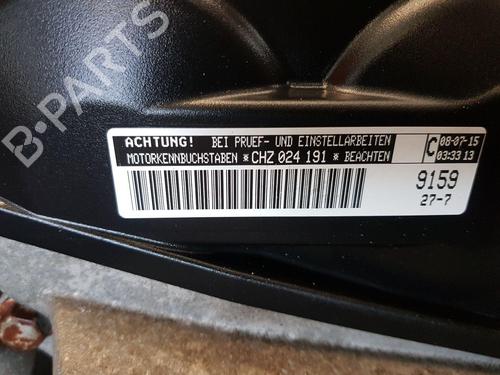 B-PARTS
ACHTUNG! BEI PRUEF- UND EINSTELLARBEITEN
MOTORKENNBUCHSTABEN *CHZ 024 191* BEACHTEN
C 08-07-15
03:33 13
9159
27-7